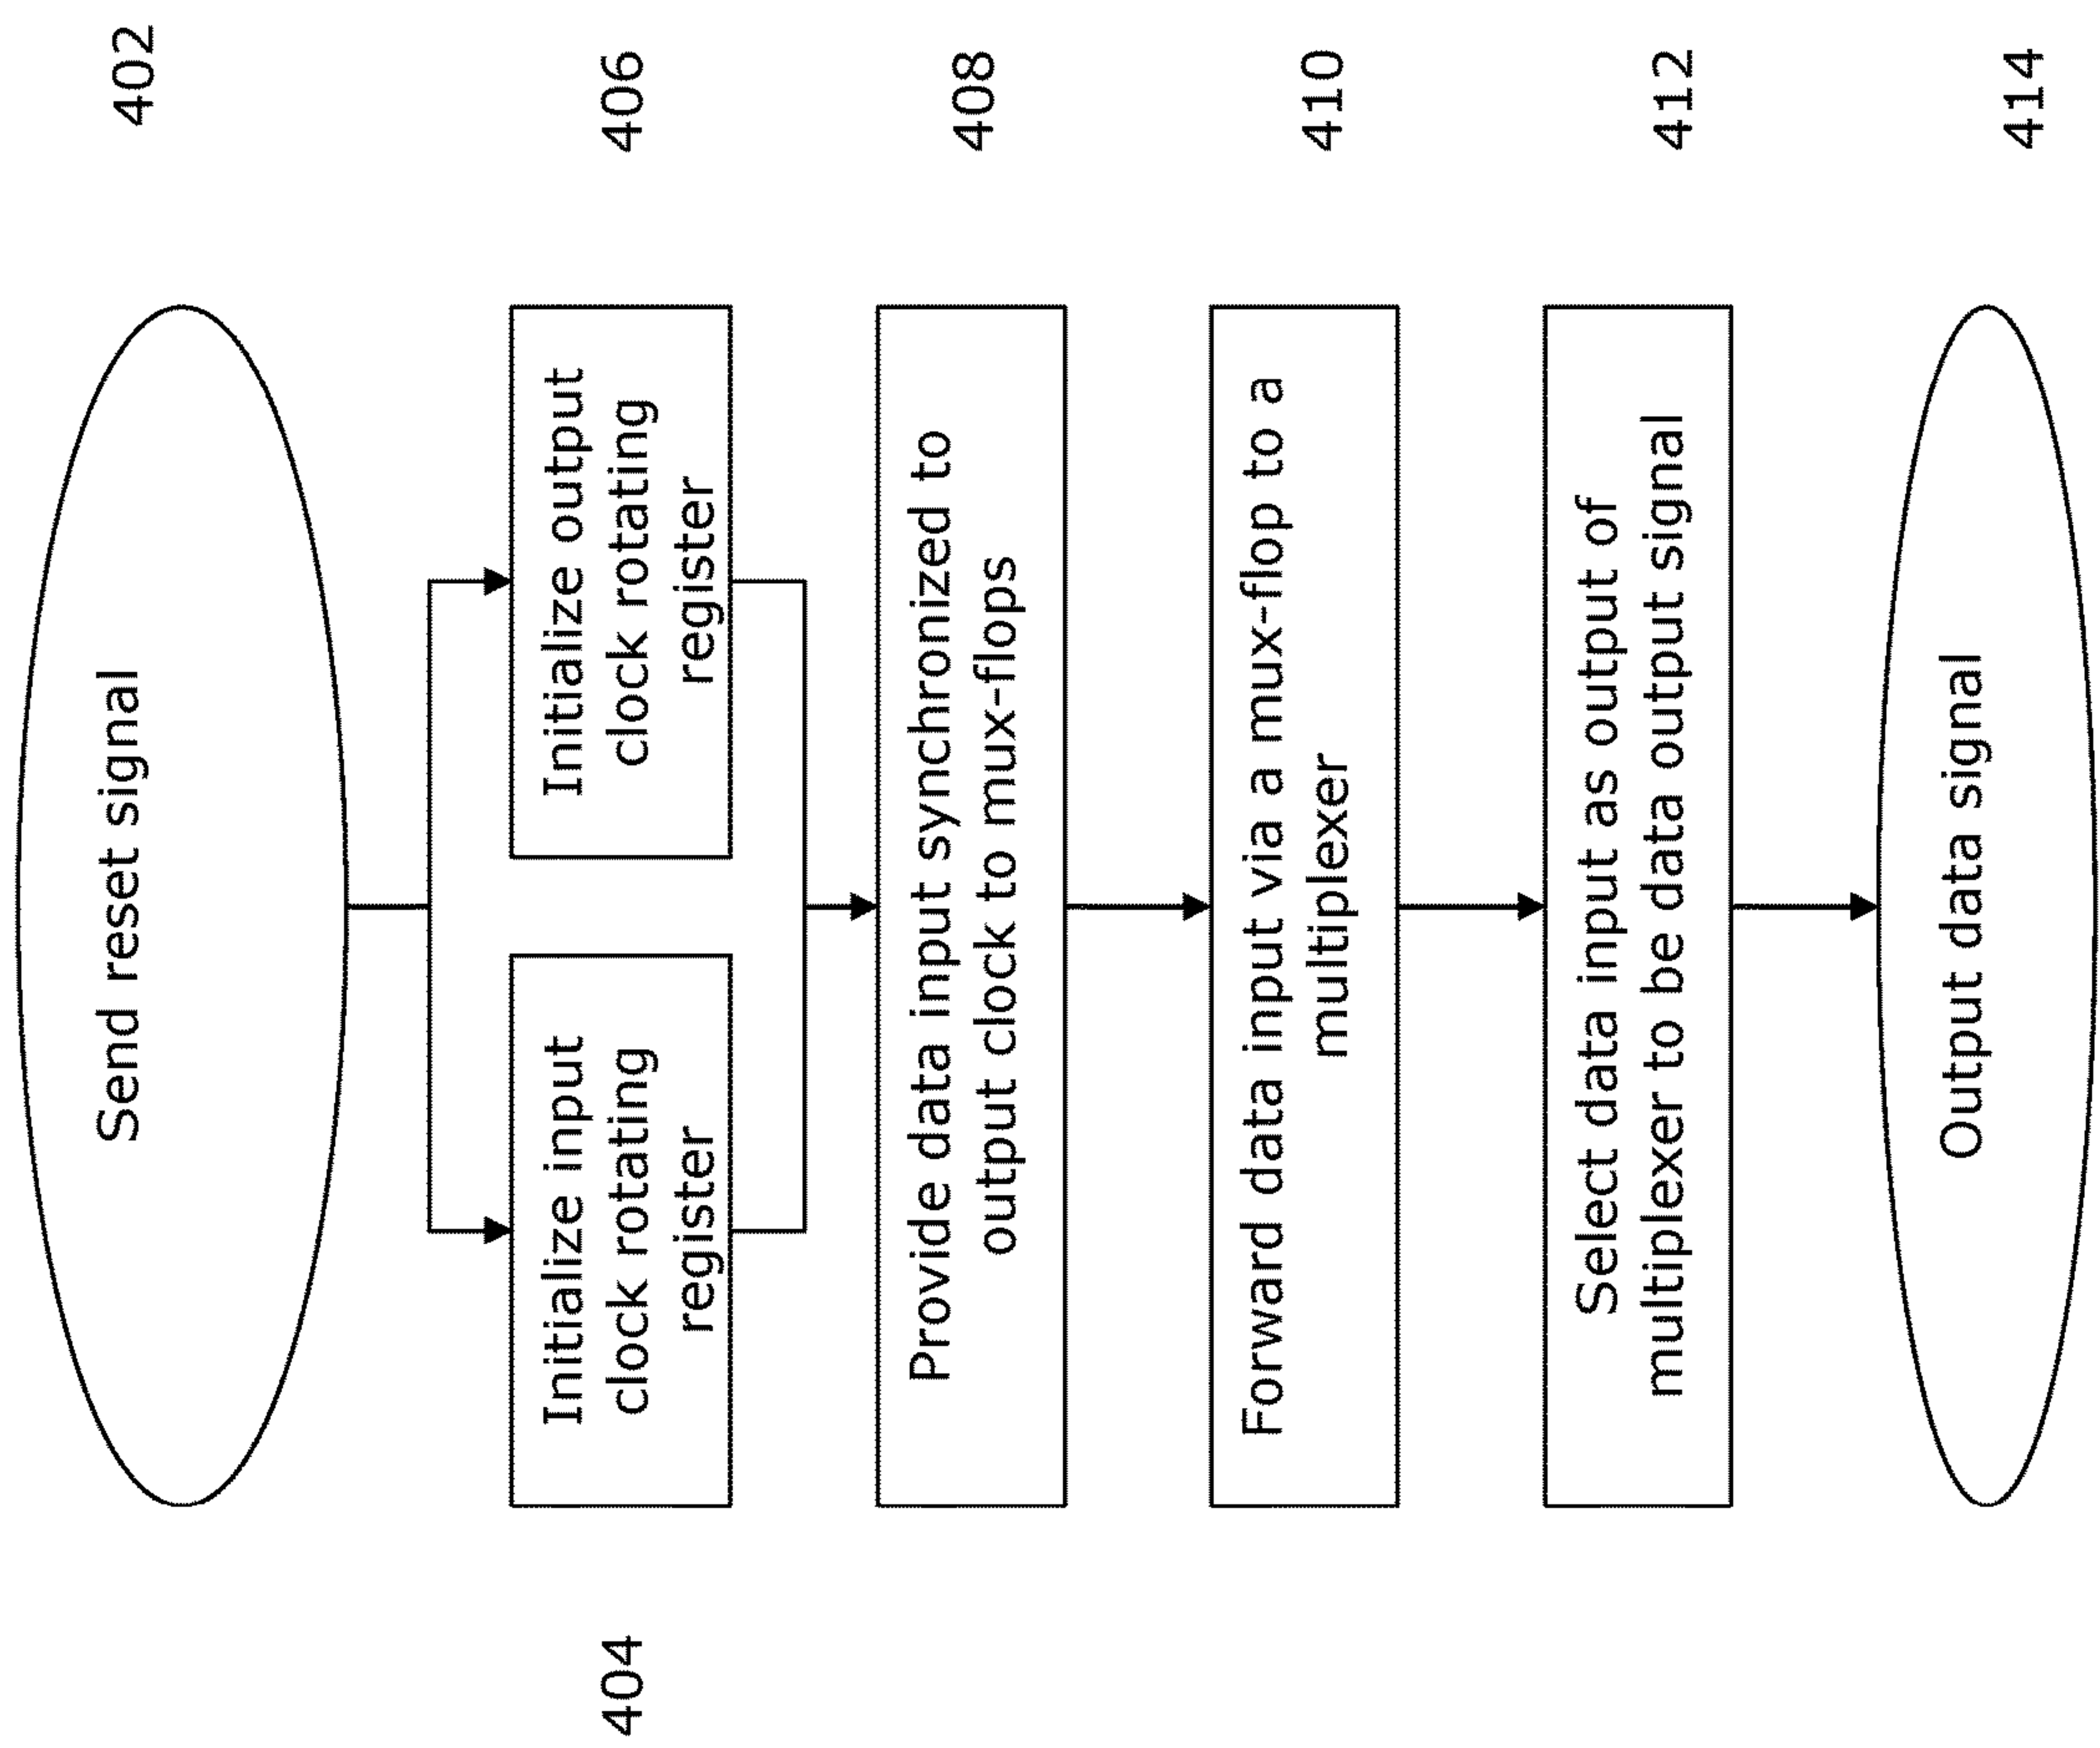 Send reset signal
402
404
Initialize input
clock rotating
register
Initialize output
clock rotating
register
406
Provide data input synchronized to
output clock to mux-flops
408
Forward data input via a mux-flop to a
multiplexer
410
Select data input as output of
multiplexer to be data output signal
412
Output data signal
414